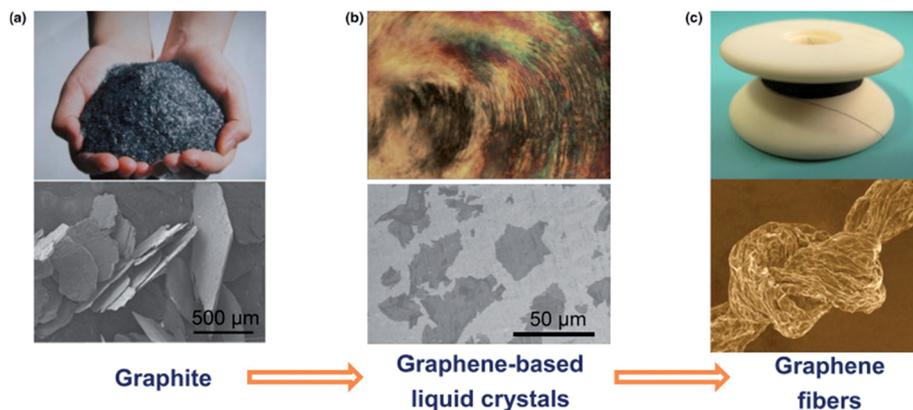 (a)
(b)
(c)
500 µm
50 µm
Graphite
Graphene-based
liquid crystals
Graphene
fibers